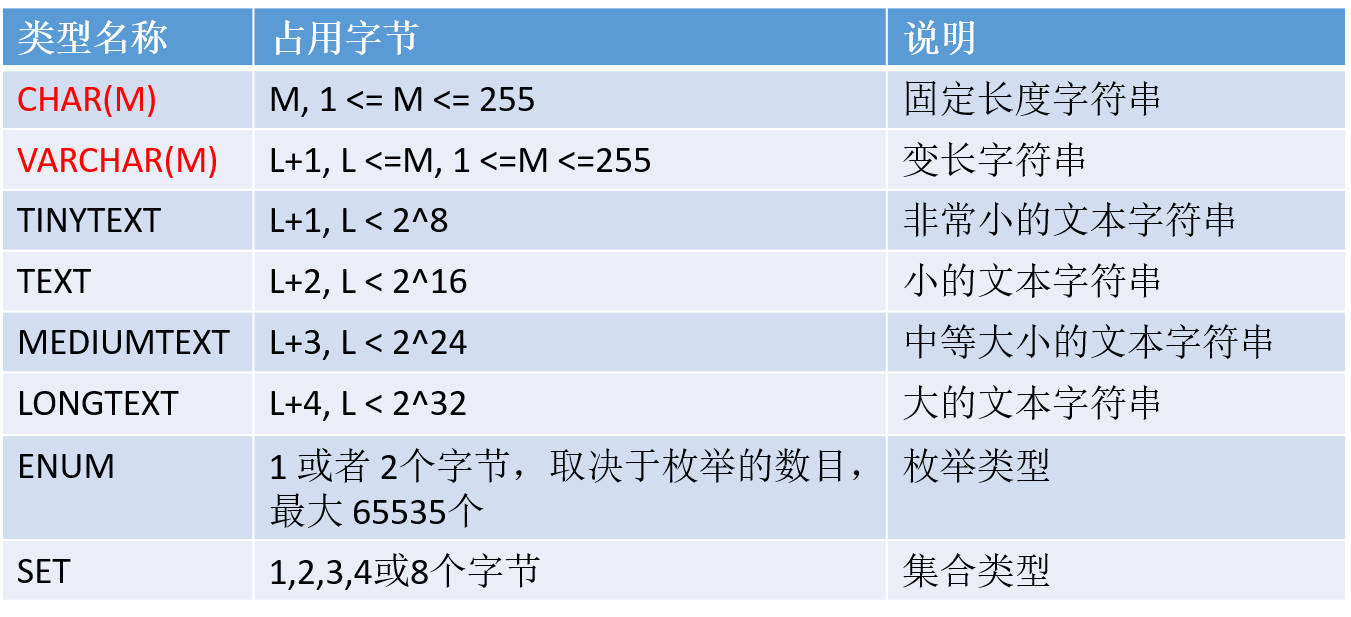 类型名称 占用字节 说明
CHAR(M) M, 1 <= M <= 255 固定长度字符串
VARCHAR(M) L+1, L <=M, 1 <=M <=255 变长字符串
TINYTEXT L+1, L < 2^8 非常小的文本字符串
TEXT L+2, L < 2^16 小的文本字符串
MEDIUMTEXT L+3, L < 2^24 中等大小的文本字符串
LONGTEXT L+4, L < 2^32 大的文本字符串
ENUM 1 或者 2个字节，取决于枚举的数目， 枚举类型
最大 65535个
SET 1,2,3,4或8个字节 集合类型